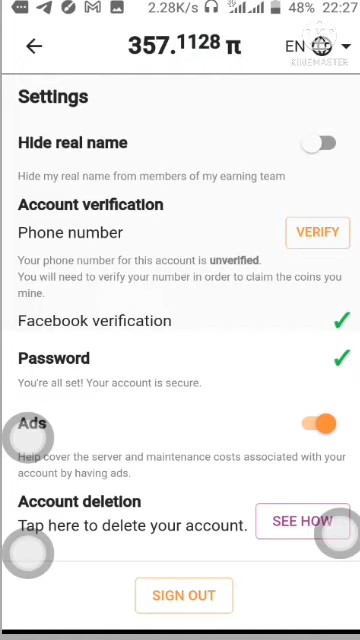 2.28K/s 48% 22:27
357.1128 π EN
KINEMASTER
Settings
Hide real name
Hide my real name from members of my earning team
Account verification
Phone number VERIFY
Your phone number for this account is unverified.
You will need to verify your number in order to claim the coins you
mine.
Facebook verification
Password
You're all set! Your account is secure.
Ads
Help cover the server and maintenance costs associated with your
account by having ads.
Account deletion
Tap here to delete your account. SEE HOW
SIGN OUT